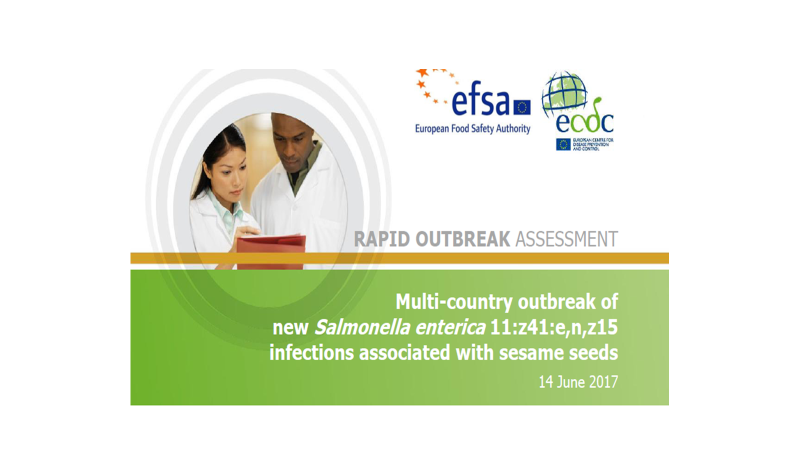 efsa
European Food Safety Authority
ecdc
EUROPEAN CENTRE FOR
DISEASE PREVENTION
AND CONTROL
RAPID OUTBREAK ASSESSMENT
Multi-country outbreak of
new Salmonella enterica 11:z41:e,n,z15
infections associated with sesame seeds
14 June 2017